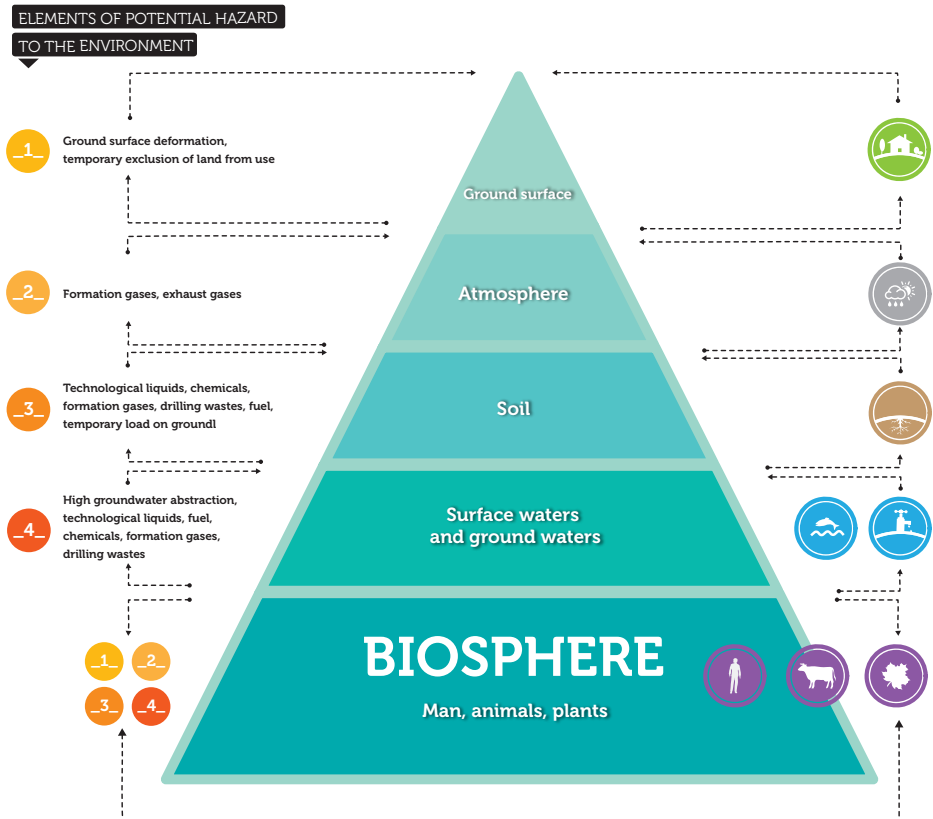 ELEMENTS OF POTENTIAL HAZARD
TO THE ENVIRONMENT
_1_
Ground surface deformation,
temporary exclusion of land from use
Ground surface
_2_
Formation gases, exhaust gases
Atmosphere
_3_
Technological liquids, chemicals,
formation gases, drilling wastes, fuel,
temporary load on groundl
Soil
_4_
High groundwater abstraction,
technological liquids, fuel,
chemicals, formation gases,
drilling wastes
Surface waters
and ground waters
_1_ _2_
_3_ _4_
BIOSPHERE
Man, animals, plants